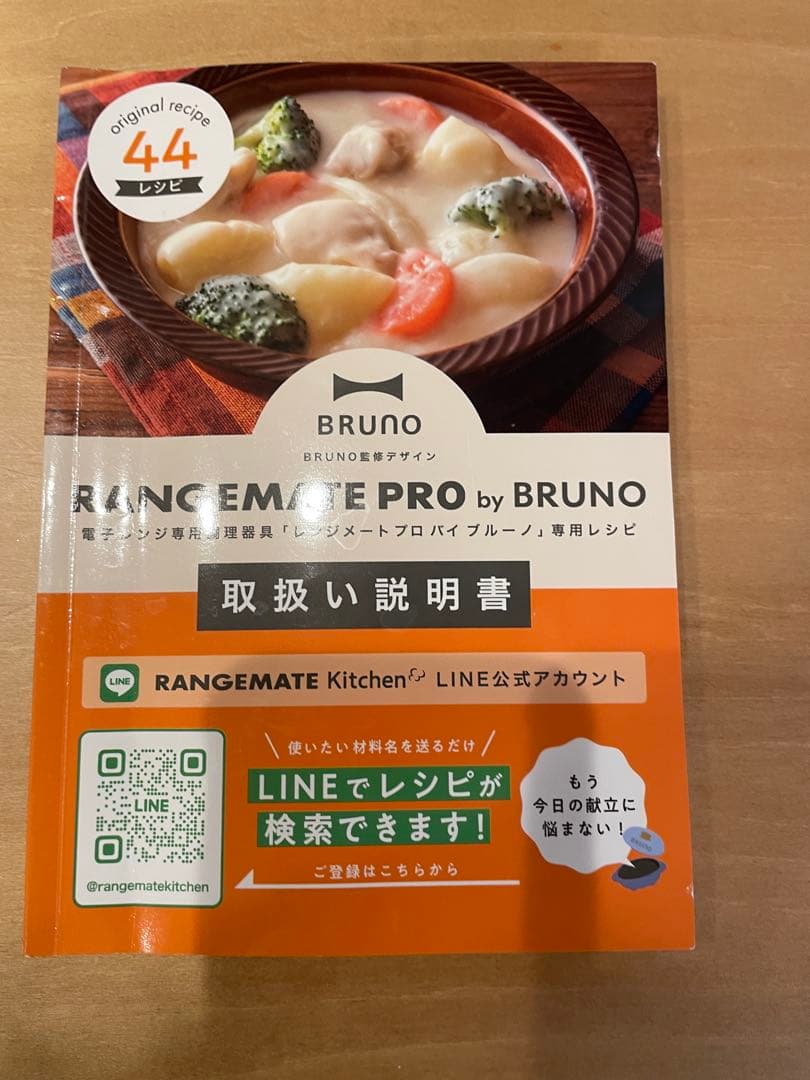 original recipe
44
レシピ
BRUNO
BRUNO監修デザイン
RANGEMATE PRO by BRUNO
電子レンジ専用調理器具「レンジメートプロ バイ ブルーノ」専用レシピ
取扱い説明書
LINE
RANGEMATE Kitchen LINE公式アカウント
使いたい材料名を送るだけ
LINEでレシピが
検索できます!
ご登録はこちらから
LINE
@rangematekitchen
もう
今日の献立に
悩まない!
BRUNO